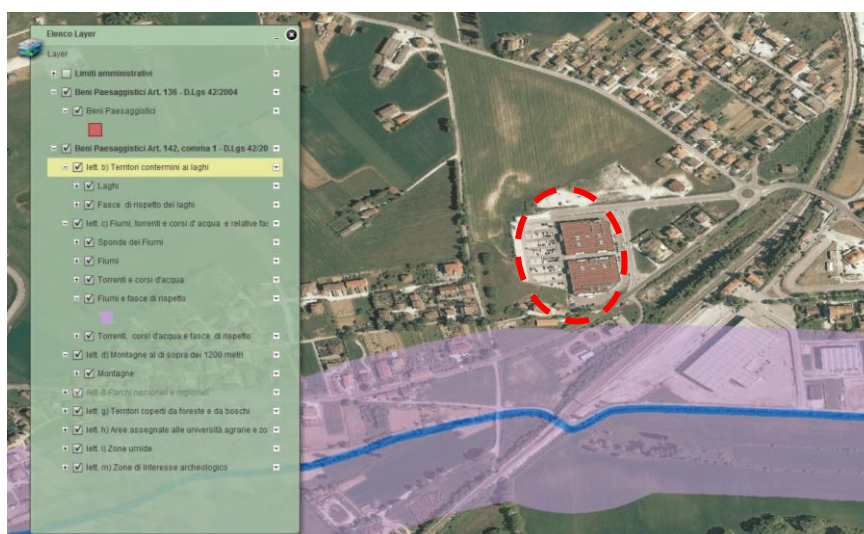 Elenco Layer
Layer
Limiti amministrativi
Beni Paesaggistici Art. 136 - D.Lgs 42/2004
Beni Paesaggistici
Beni Paesaggistici Art. 142, comma 1 - D.Lgs 42/20
lett. b) Territori contermini ai laghi
Laghi
Fasce di rispetto dei laghi
lett. c) Fiumi, torrenti e corsi d' acqua e relative fas
Sponde dei Fiumi
Fiumi
Torrenti e corsi d'acqua
Fiumi e fasce di rispetto
Torrenti, corsi d'acqua e fasce di rispetto
lett. d) Montagne al di sopra dei 1200 metri
Montagne
lett. f) Parchi nazionali e regionali
lett. g) Territori coperti da foreste e da boschi
lett. h) Aree assegnate alle università agrarie e zo
lett. i) Zone umide
lett. m) Zone di interesse archeologico